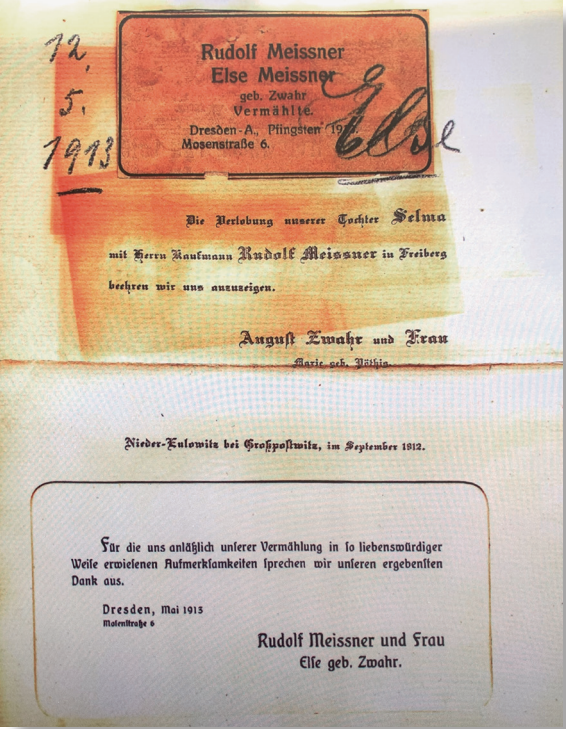 12.
5.
1913
Rudolf Meissner
Else Meissner
geb. Zwahr
Vermählte.
Dresden-A., Pfingsten
Mosenstraße 6.
Else
Die Verlobung unserer Tochter Selma
mit Herrn Kaufmann Rudolf Meissner in Freiberg
beehren wir uns anzuzeigen.
August Zwahr und Frau
Marie geb.
Nieder-Eulowitz bei Großpostwitz, im September 1912.
Für die uns anläßlich unserer Vermählung in so liebenswürdiger
Weise erwiesenen Aufmerksamkeiten sprechen wir unseren ergebensten
Dank aus.
Dresden, Mai 1913
Mosenstraße 6
Rudolf Meissner und Frau
Else geb. Zwahr.